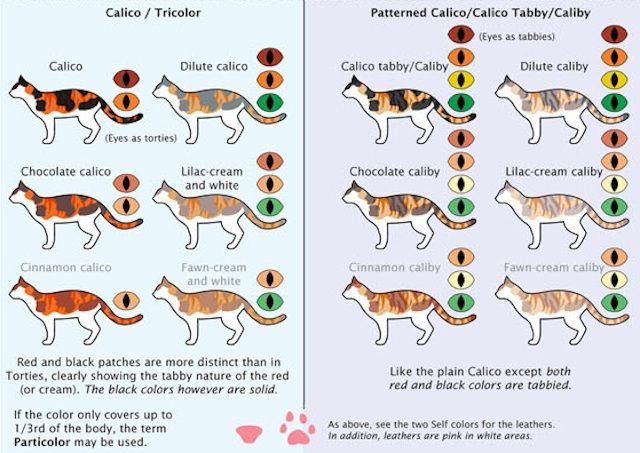 Calico / Tricolor
Calico
Dilute calico
(Eyes as torties)
Chocolate calico
Lilac-cream
and white
Cinnamon calico
Fawn-cream
and white
Red and black patches are more distinct than in
Torties, clearly showing the tabby nature of the red
(or cream). The black colors however are solid.
If the color only covers up to
1/3rd of the body, the term
Particolor may be used.
Patterned Calico/Calico Tabby/Caliby
(Eyes as tabbies)
Calico tabby/Caliby
Dilute caliby
Chocolate caliby
Lilac-cream caliby
Cinnamon caliby
Fawn-cream caliby
Like the plain Calico except both
red and black colors are tabbied.
As above, see the two Self colors for the leathers.
In addition, leathers are pink in white areas.